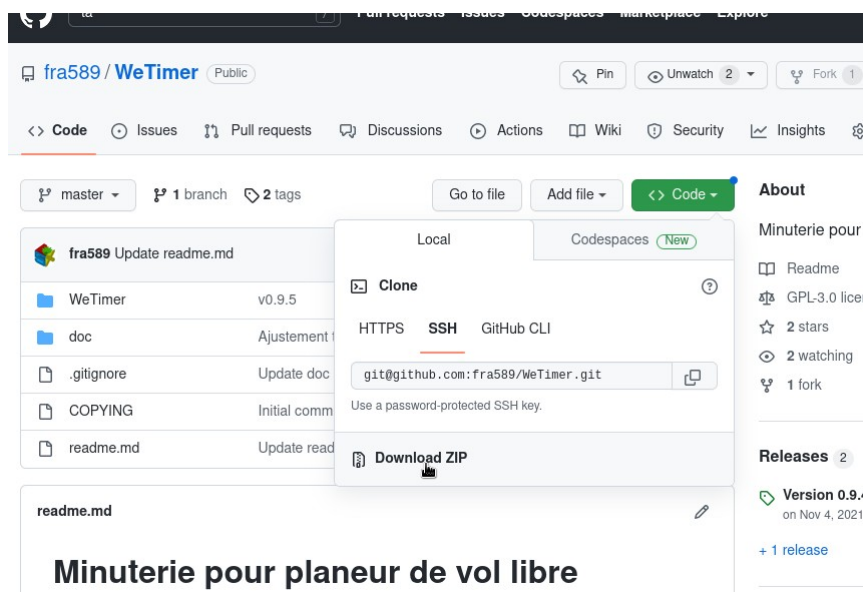 ta /
Pull requests Issues Codespaces Marketplace Explore
fra589 / WeTimer Public
Pin Unwatch 2 Fork 1
Code Issues Pull requests Discussions Actions Wiki Security Insights
master 1 branch 2 tags Go to file Add file Code
About
Local Codespaces New
Minuterie pour
fra589 Update readme.md
Clone
Readme
WeTimer v0.9.5
GPL-3.0 lice
HTTPS SSH GitHub CLI
2 stars
doc Ajustement
2 watching
git@github.com:fra589/WeTimer.git
.gitignore Update doc
1 fork
Use a password-protected SSH key.
COPYING Initial comm
readme.md Update read
Download ZIP
Releases 2
Version 0.9.4
on Nov 4, 2021
readme.md
+ 1 release
Minuterie pour planeur de vol libre